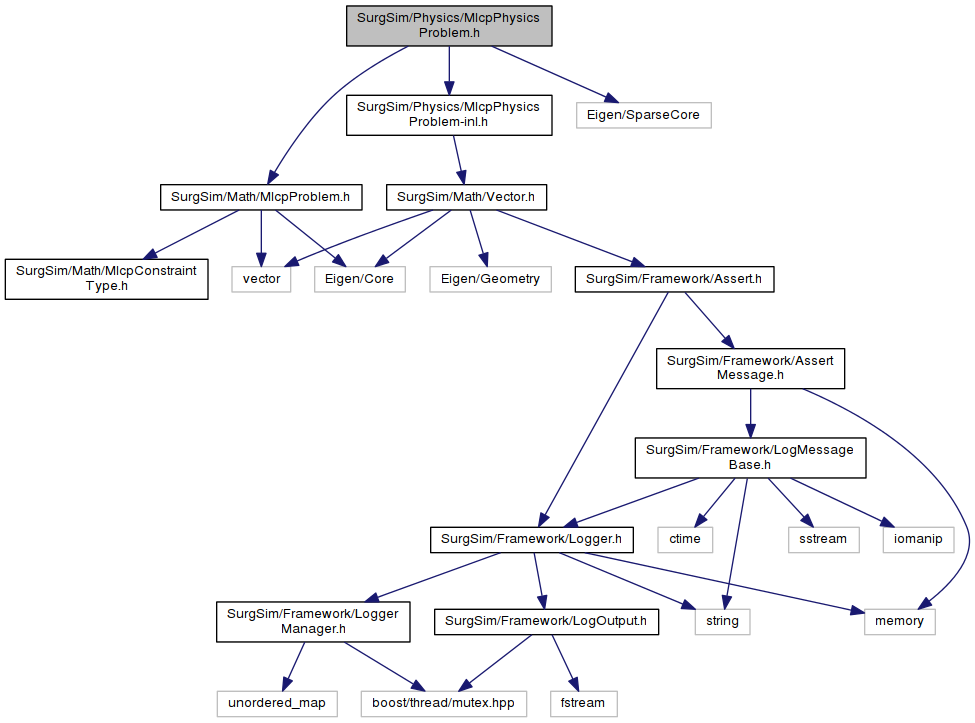 SurgSim/Physics/MlcpPhysics
Problem.h
SurgSim/Physics/MlcpPhysics
Problem-inl.h
Eigen/SparseCore
SurgSim/Math/MlcpProblem.h
SurgSim/Math/Vector.h
SurgSim/Math/MlcpConstraint
Type.h
vector
Eigen/Core
Eigen/Geometry
SurgSim/Framework/Assert.h
SurgSim/Framework/Assert
Message.h
SurgSim/Framework/LogMessage
Base.h
SurgSim/Framework/Logger.h
ctime
sstream
iomanip
SurgSim/Framework/Logger
Manager.h
SurgSim/Framework/LogOutput.h
string
memory
unordered_map
boost/thread/mutex.hpp
fstream